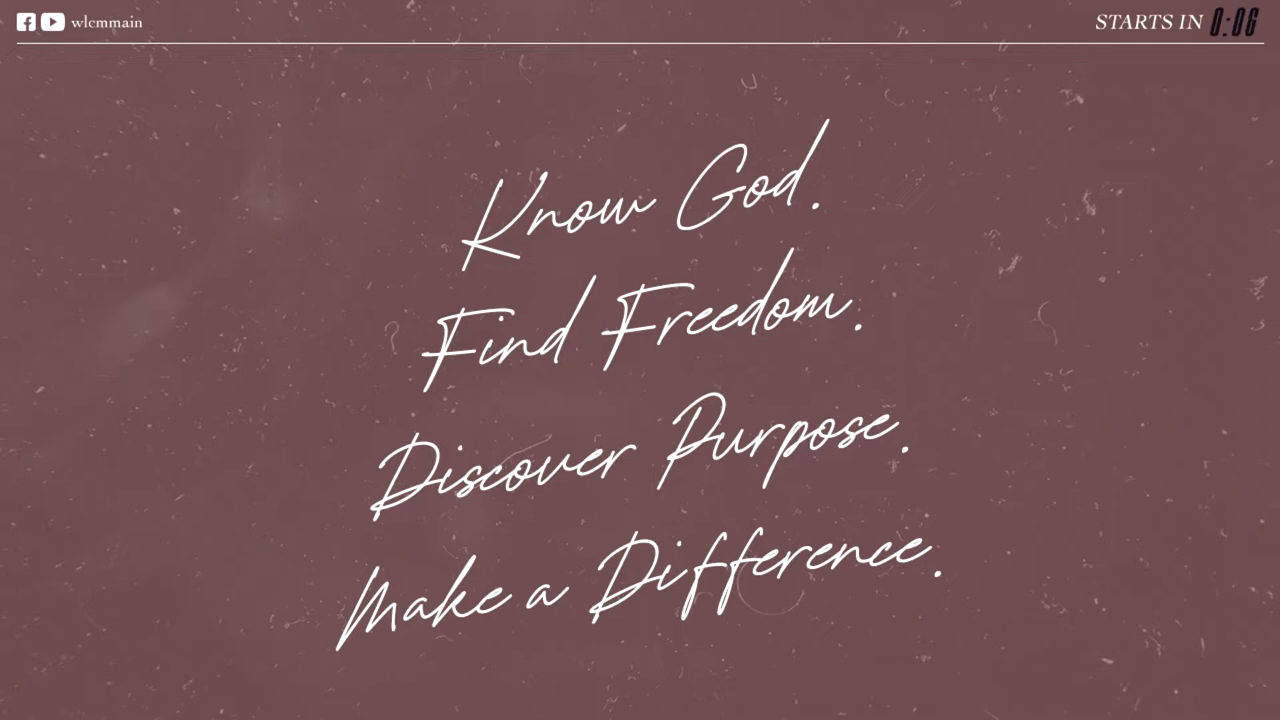 wlcmmain
STARTS IN 0:06
Know God.
Find Freedom.
Discover Purpose.
Make a Difference.